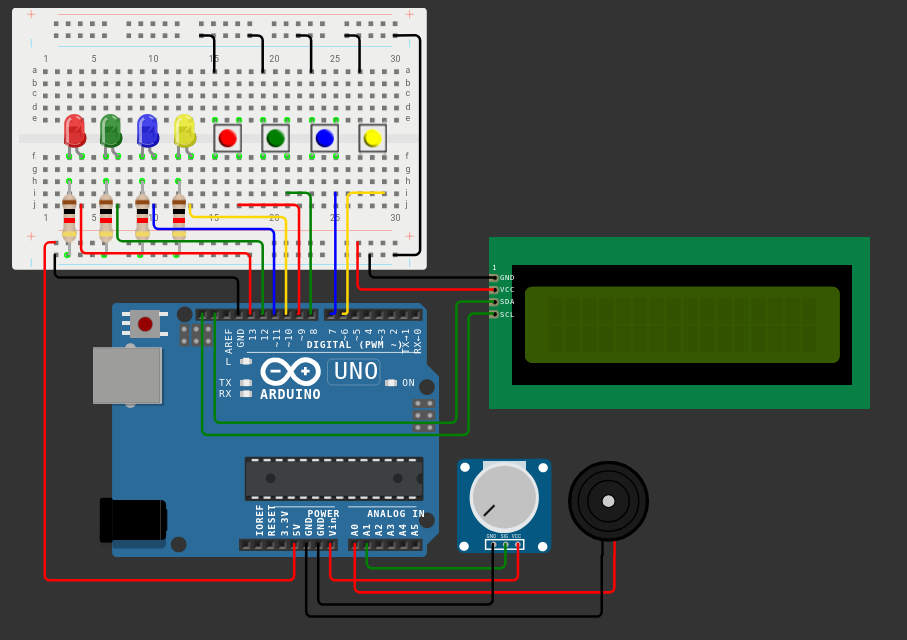 1 5 10 15 20 25 30
a a
b b
c c
d d
e e
f f
g g
h h
i i
j j
1 5 10 15 20 25 30
1
GND
VCC
SDA
SCL
AREF
GND
13
12
~11
~10
~9
8
7
~6
~5
4
~3
2
TX→1
RX←0
DIGITAL (PWM ~)
L
TX
RX
UNO
ON
ARDUINO
POWER
ANALOG IN
IOREF
RESET
3.3V
5V
GND
GND
Vin
A0
A1
A2
A3
A4
A5
GND SIG VCC